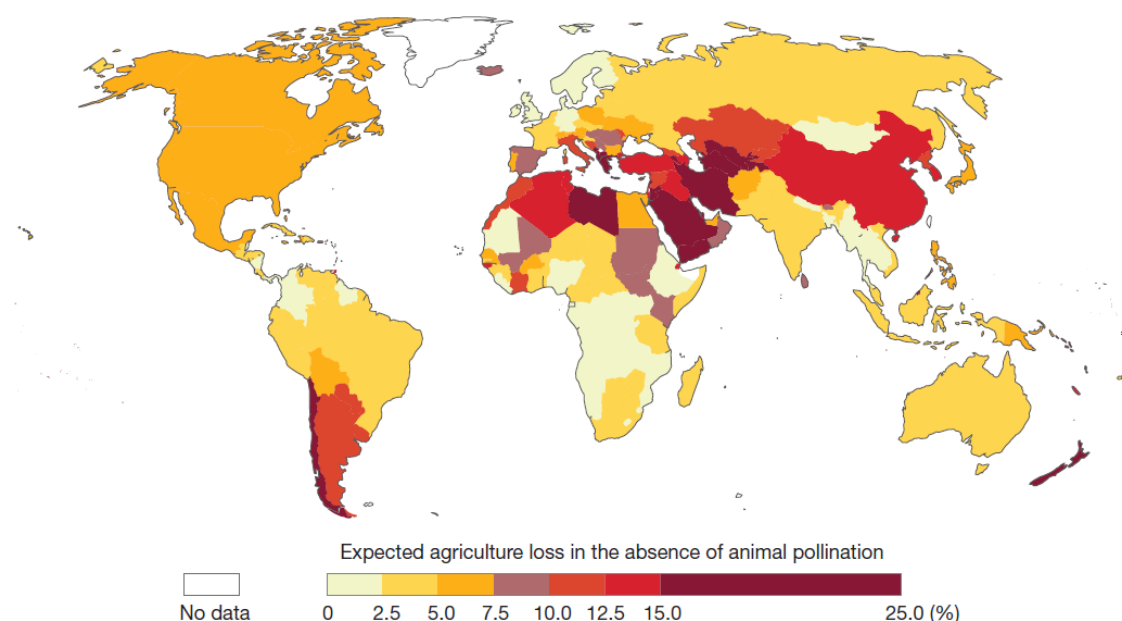 Expected agriculture loss in the absence of animal pollination
No data
0 2.5 5.0 7.5 10.0 12.5 15.0 25.0 (%)